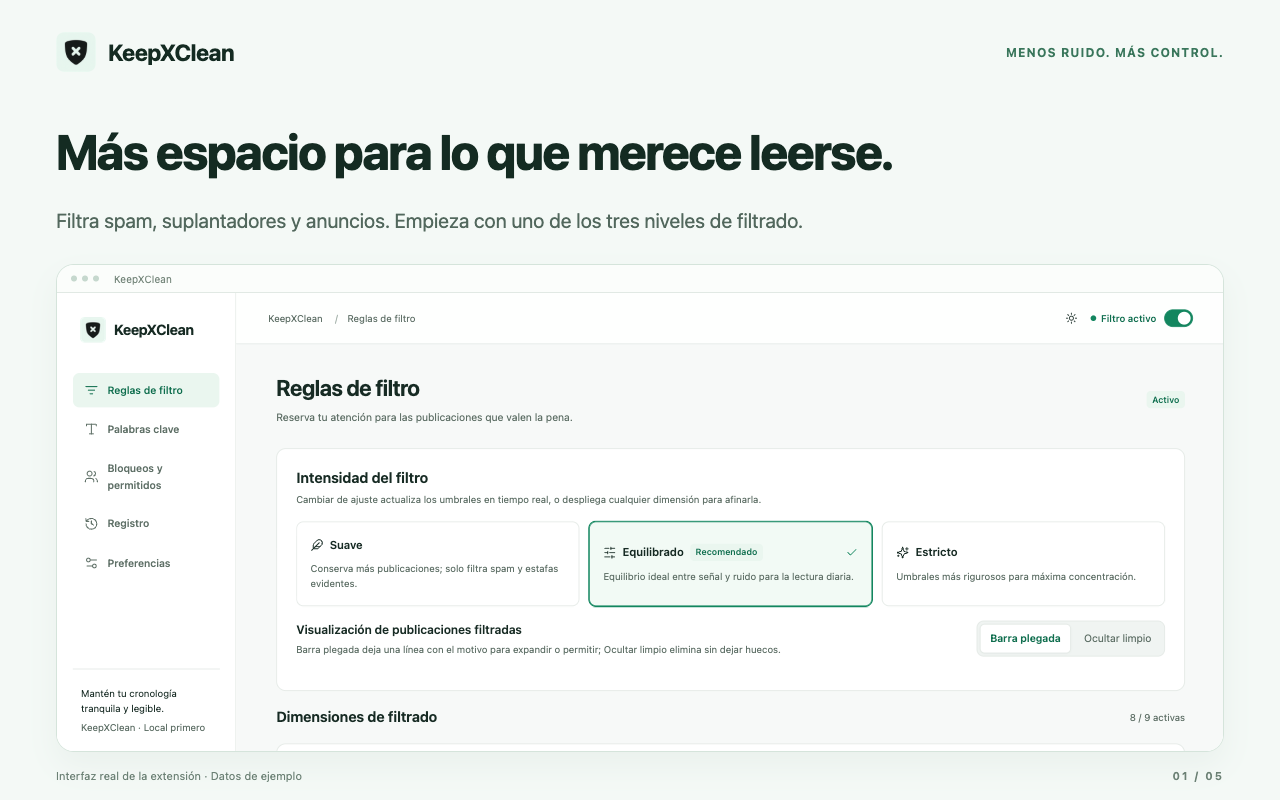 KeepXClean
MENOS RUIDO. MÁS CONTROL.
Más espacio para lo que merece leerse.
Filtra spam, suplantadores y anuncios. Empieza con uno de los tres niveles de filtrado.
KeepXClean
KeepXClean
KeepXClean / Reglas de filtro
Filtro activo
Reglas de filtro
Palabras clave
Bloqueos y
permitidos
Registro
Preferencias
Mantén tu cronología
tranquila y legible.
KeepXClean · Local primero
Reglas de filtro
Reserva tu atención para las publicaciones que valen la pena.
Activo
Intensidad del filtro
Cambiar de ajuste actualiza los umbrales en tiempo real, o despliega cualquier dimensión para afinarla.
Suave
Conserva más publicaciones; solo filtra spam y estafas
evidentes.
Equilibrado Recomendado
Equilibrio ideal entre señal y ruido para la lectura diaria.
Estricto
Umbrales más rigurosos para máxima concentración.
Visualización de publicaciones filtradas
Barra plegada deja una línea con el motivo para expandir o permitir; Ocultar limpio elimina sin dejar huecos.
Barra plegada Ocultar limpio
Dimensiones de filtrado
8 / 9 activas
Interfaz real de la extensión · Datos de ejemplo
01 / 05